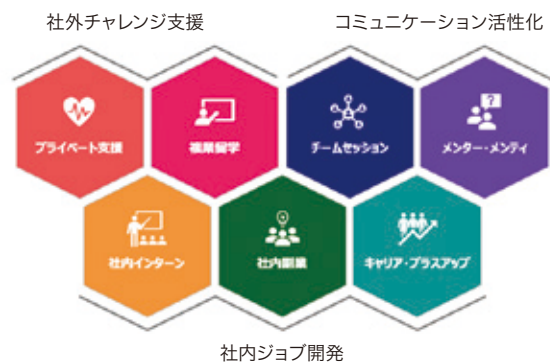 社外チャレンジ支援
コミュニケーション活性化
プライベート支援
複業留学
チームセッション
?
メンター・メンティ
社内インターン
社内副業
キャリア・プラスアップ
社内ジョブ開発